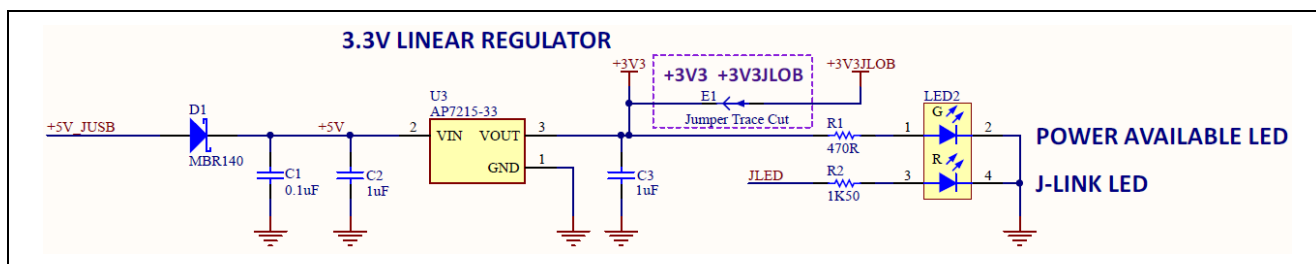 3.3V LINEAR REGULATOR
+3V3
+3V3 +3V3JLOB
+3V3JLOB
E1
Jumper Trace Cut
LED2
U3
AP7215-33
D1
+5V_JUSB
MBR140
+5V
2
VIN
VOUT
3
GND
1
R1
470R
1
G
2
POWER AVAILABLE LED
C1
0.1uF
C2
1uF
C3
1uF
JLED
R2
1K50
3
R
4
J-LINK LED